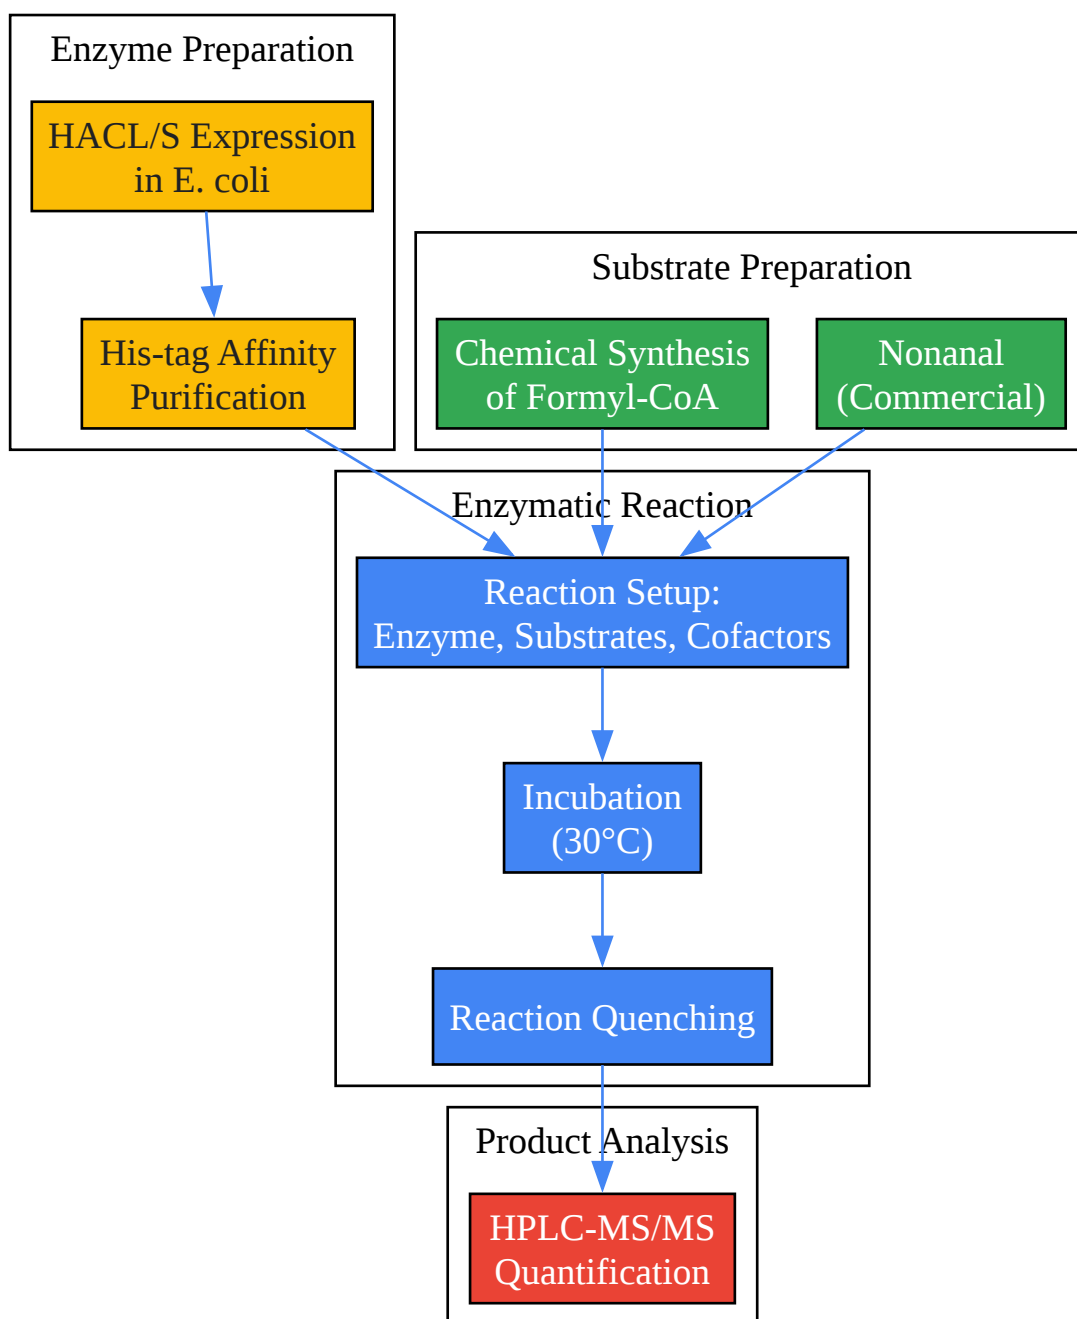 Enzyme Preparation
HACL/S Expression
in E. coli
His-tag Affinity
Purification
Substrate Preparation
Chemical Synthesis
of Formyl-CoA
Nonanal
(Commercial)
Enzymatic Reaction
Reaction Setup:
Enzyme, Substrates, Cofactors
Incubation
(30°C)
Reaction Quenching
Product Analysis
HPLC-MS/MS
Quantification